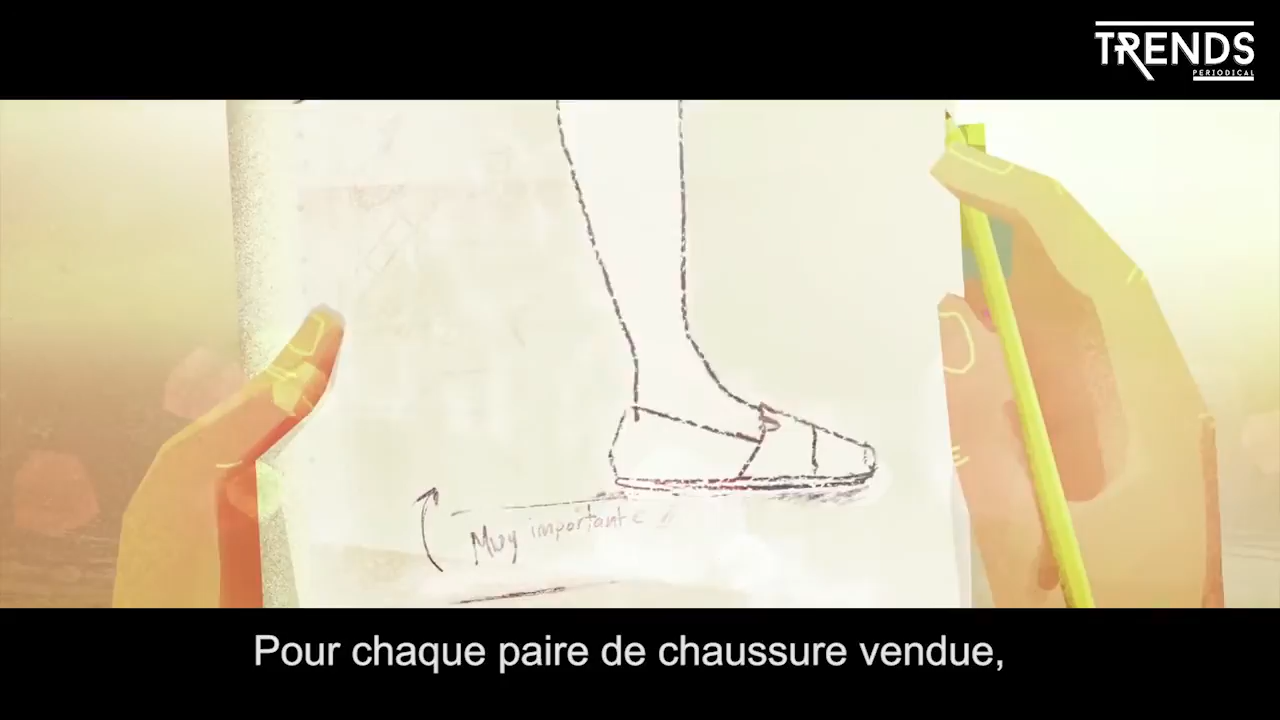 TRENDS
PERIODICAL
Muy importante
Pour chaque paire de chaussure vendue,